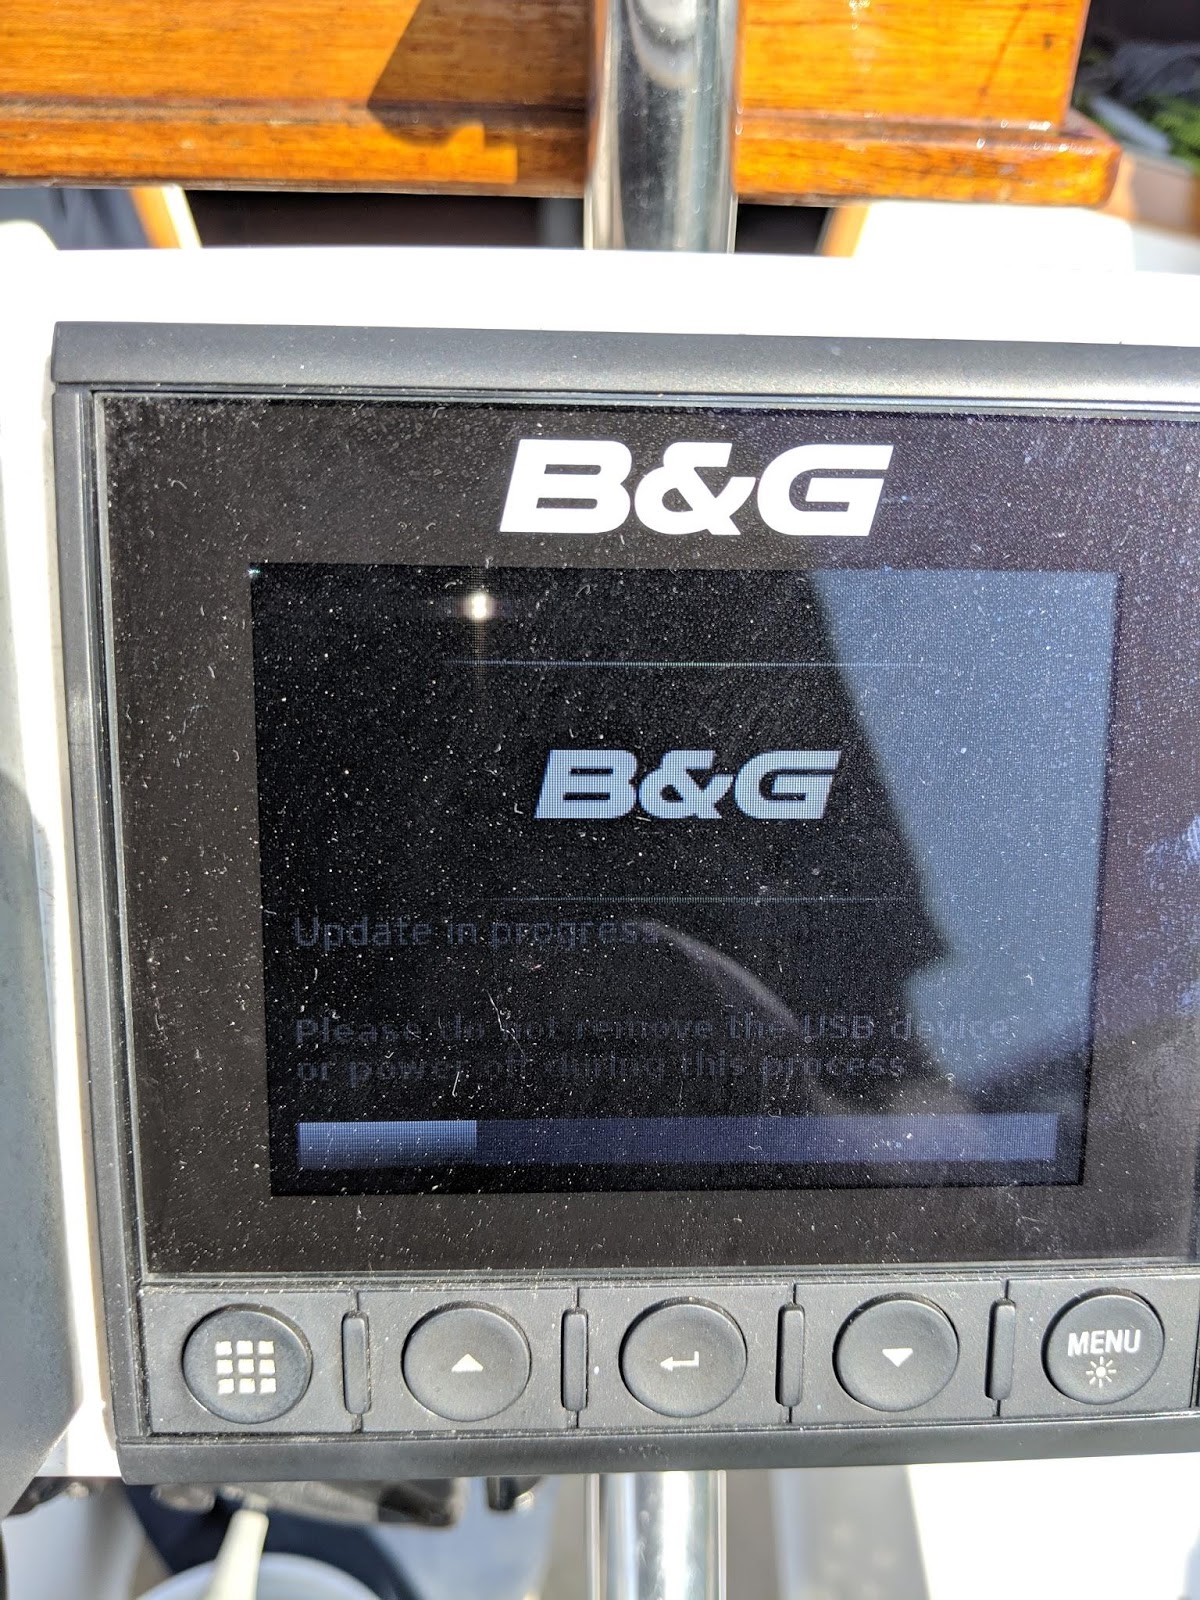 B&G
B&G
Update in progress
Please do not remove the USB device
or power off during this process
MENU